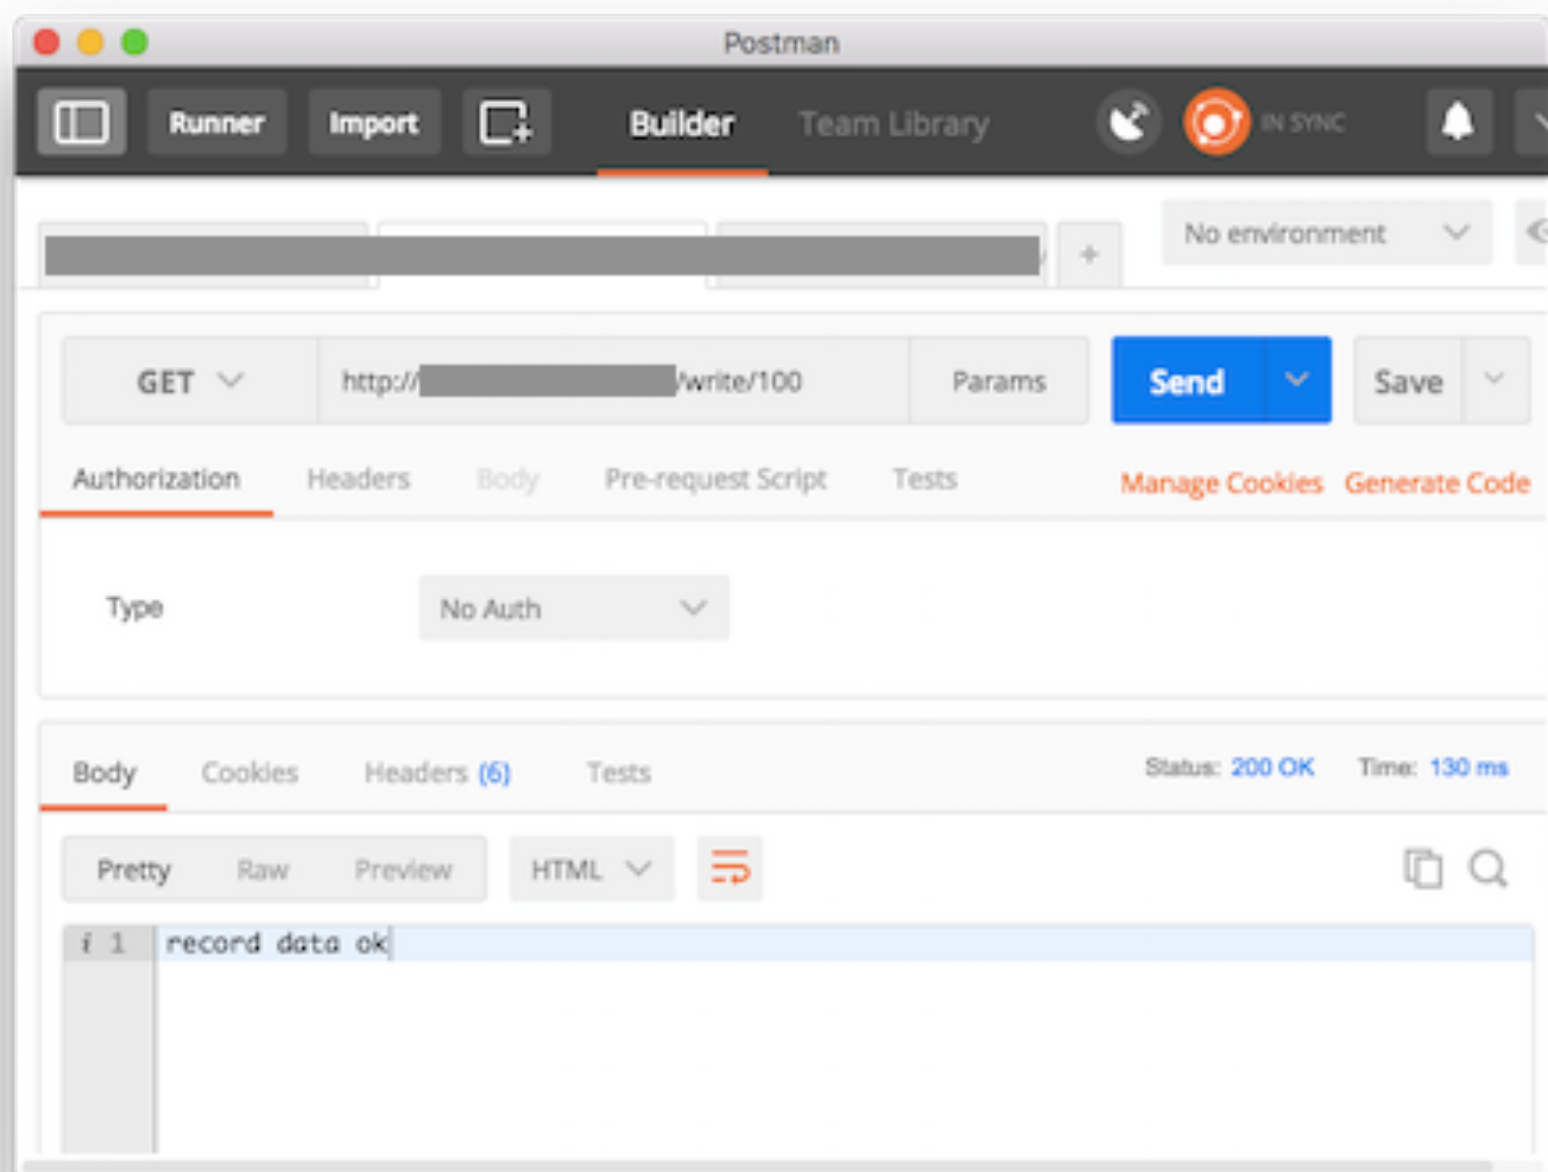 Postman
Runner Import Builder Team Library IN SYNC
+ No environment
GET http:// /write/100 Params Send Save
Authorization Headers Body Pre-request Script Tests Manage Cookies Generate Code
Type No Auth
Body Cookies Headers (6) Tests Status: 200 OK Time: 130 ms
Pretty Raw Preview HTML
i 1 record data ok